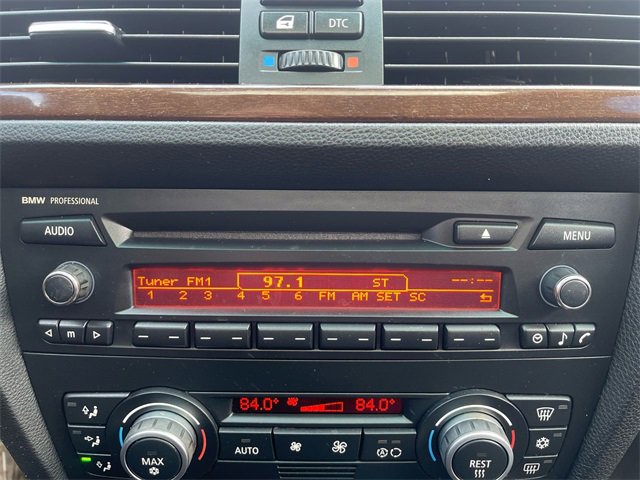 DTC
BMW PROFESSIONAL
AUDIO
MENU
Tuner FM1 97.1 ST --:--
1 2 3 4 5 6 FM AM SET SC
m
84.0° 84.0°
MAX
AUTO
A
REST